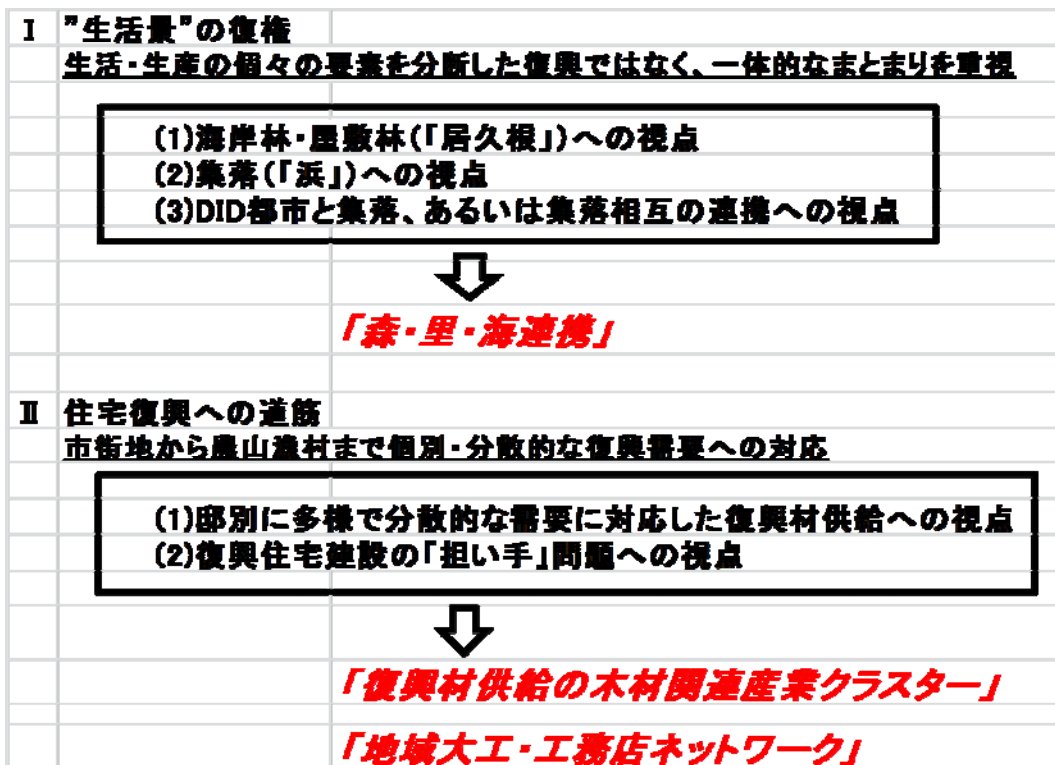 Ⅰ ”生活景”の復権
生活・生産の個々の要素を分断した復興ではなく、一体的なまとまりを重視
(1)海岸林・屋敷林(「居久根」)への視点
(2)集落(「浜」)への視点
(3)DID都市と集落、あるいは集落相互の連携への視点
「森・里・海連携」
Ⅱ 住宅復興への道筋
市街地から農山漁村まで個別・分散的な復興需要への対応
(1)邸別に多様で分散的な需要に対応した復興材供給への視点
(2)復興住宅建設の「担い手」問題への視点
「復興材供給の木材関連産業クラスター」
「地域大工・工務店ネットワーク」